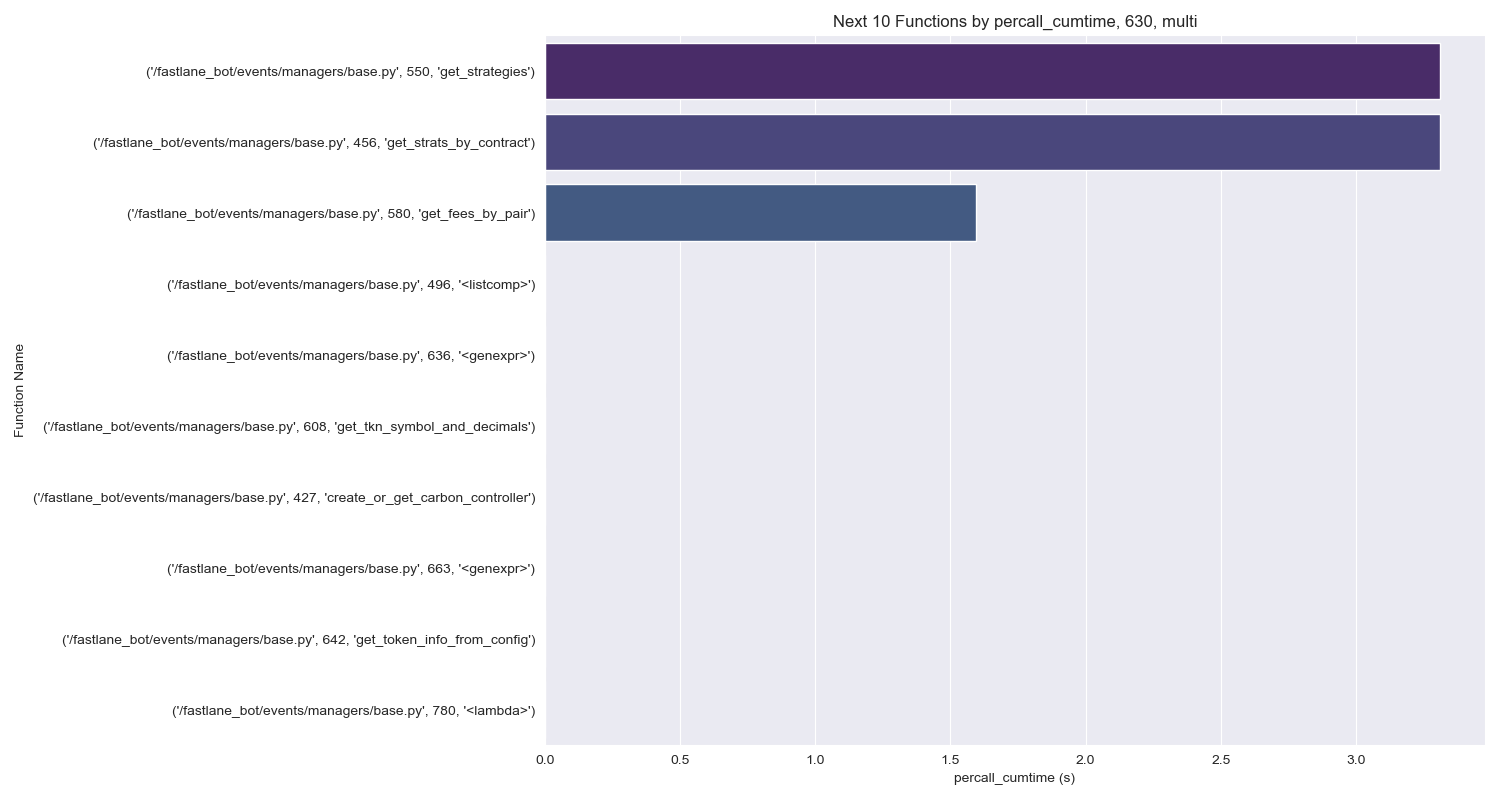 Next 10 Functions by percall_cumtime, 630, multi
('/fastlane_bot/events/managers/base.py', 550, 'get_strategies')
('/fastlane_bot/events/managers/base.py', 456, 'get_strats_by_contract')
('/fastlane_bot/events/managers/base.py', 580, 'get_fees_by_pair')
('/fastlane_bot/events/managers/base.py', 496, '<listcomp>')
('/fastlane_bot/events/managers/base.py', 636, '<genexpr>')
('/fastlane_bot/events/managers/base.py', 608, 'get_tkn_symbol_and_decimals')
('/fastlane_bot/events/managers/base.py', 427, 'create_or_get_carbon_controller')
('/fastlane_bot/events/managers/base.py', 663, '<genexpr>')
('/fastlane_bot/events/managers/base.py', 642, 'get_token_info_from_config')
('/fastlane_bot/events/managers/base.py', 780, '<lambda>')
Function Name
0.0 0.5 1.0 1.5 2.0 2.5 3.0
percall_cumtime (s)